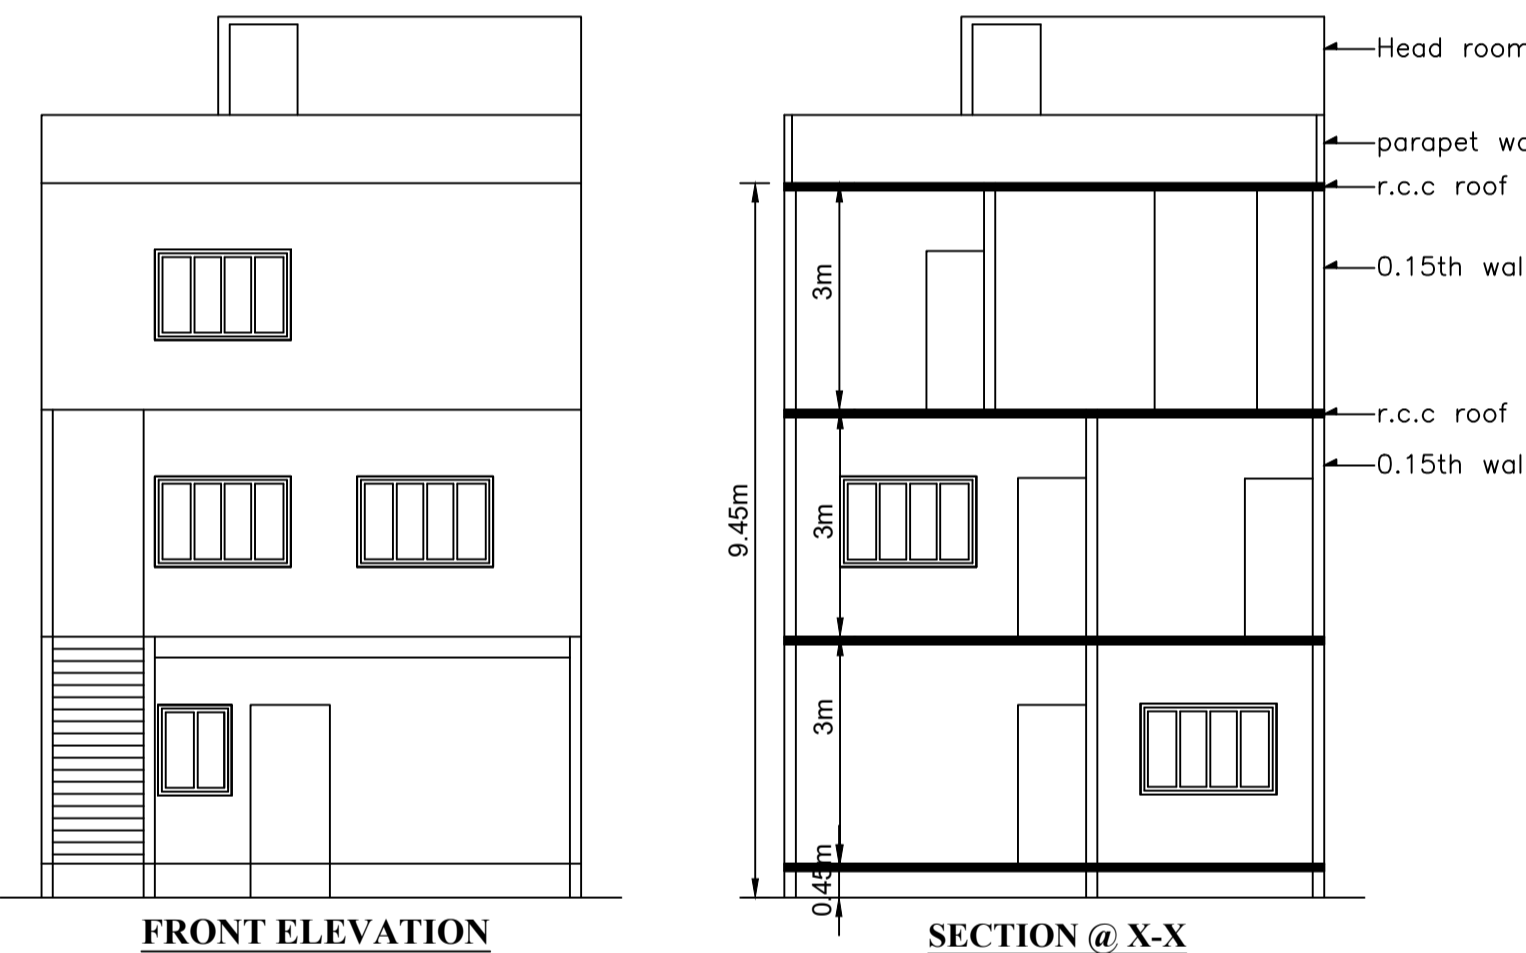 Head room
parapet wa
r.c.c roof
0.15th wal
3m
r.c.c roof
0.15th wal
3m
9.45m
3m
0.45m
FRONT ELEVATION
SECTION @ X-X